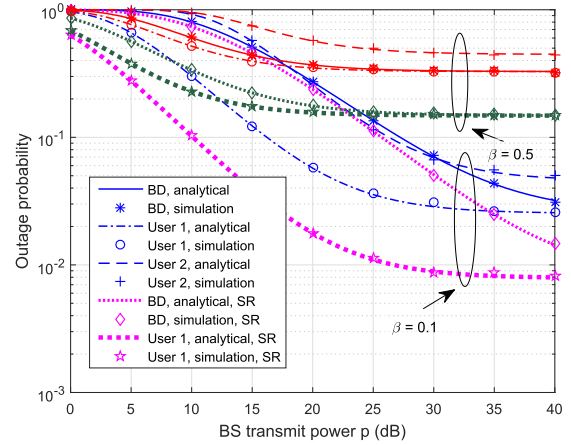 10^0
10^{-1}
10^{-2}
10^{-3}
Outage probability
β = 0.5
β = 0.1
BD, analytical
BD, simulation
User 1, analytical
User 1, simulation
User 2, analytical
User 2, simulation
BD, analytical, SR
BD, simulation, SR
User 1, analytical, SR
User 1, simulation, SR
0 5 10 15 20 25 30 35 40
BS transmit power p (dB)